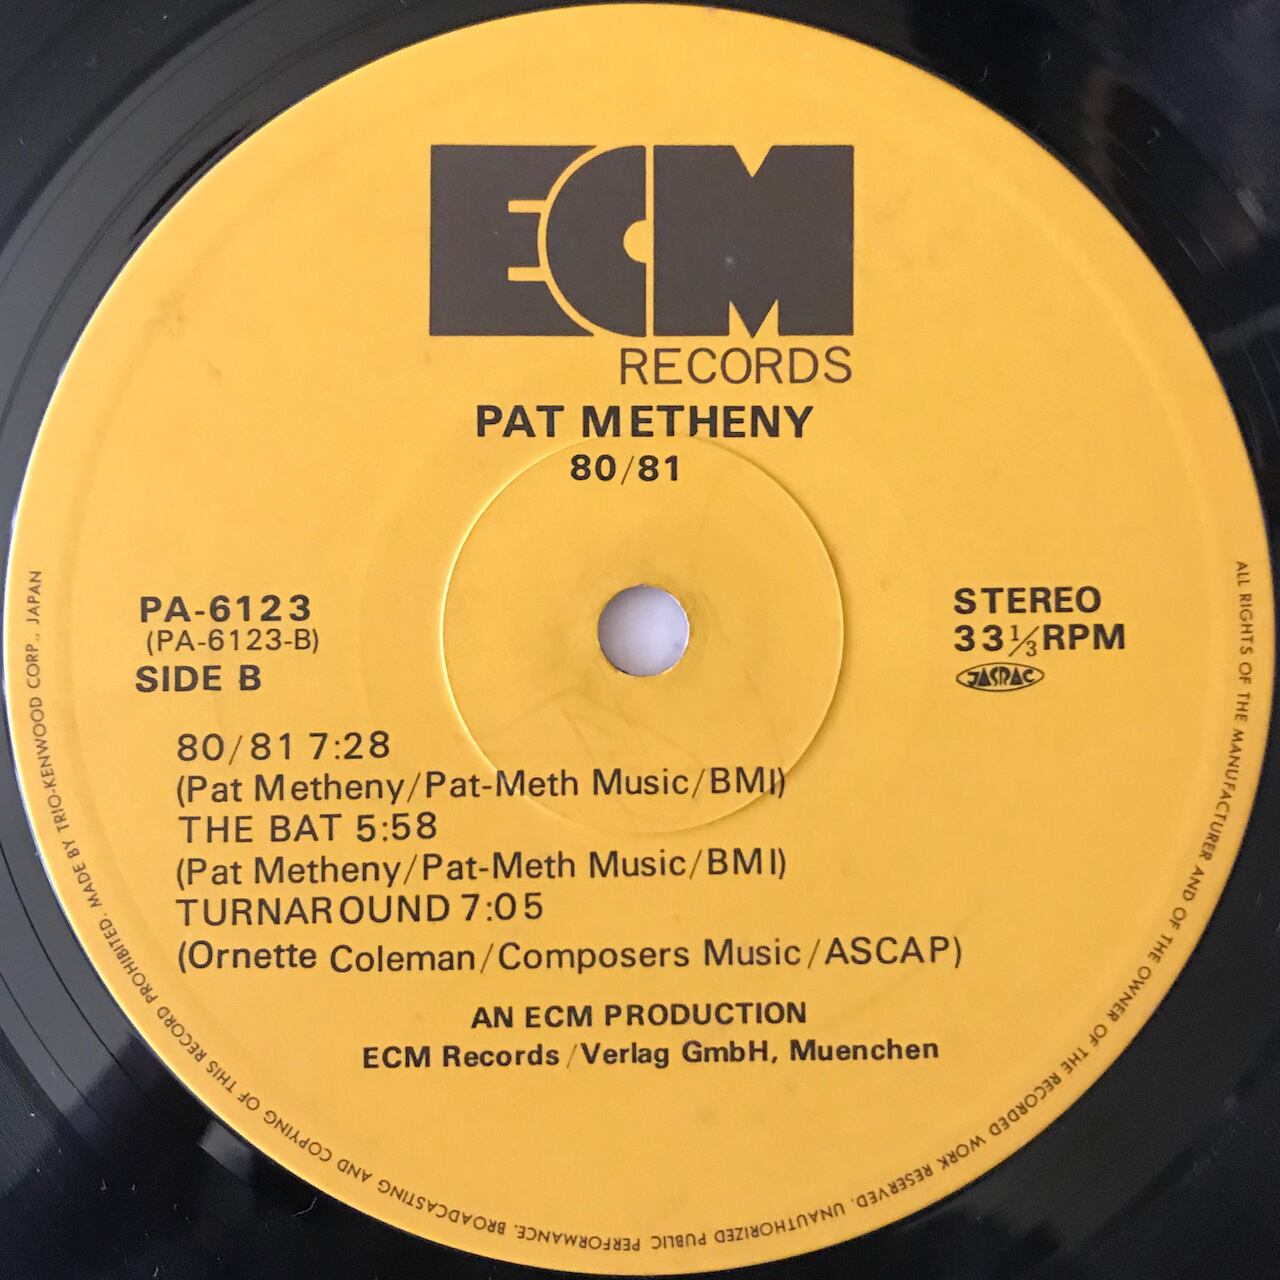 ECM
RECORDS
PAT METHENY
80/81
PA-6123
(PA-6123-B)
SIDE B
STEREO
33 1/3 RPM
JASRAC
80/81 7:28
(Pat Metheny/Pat-Meth Music/BMI)
THE BAT 5:58
(Pat Metheny/Pat-Meth Music/BMI)
TURNAROUND 7:05
(Ornette Coleman/Composers Music/ASCAP)
AN ECM PRODUCTION
ECM Records/Verlag GmbH, Muenchen
ALL RIGHTS OF THE MANUFACTURER AND OF THE OWNER OF THE RECORDED WORK RESERVED. UNAUTHORIZED PUBLIC PERFORMANCE. BROADCASTING AND COPYING OF THIS RECORD PROHIBITED. MADE BY TRIO-KENWOOD CORP., JAPAN